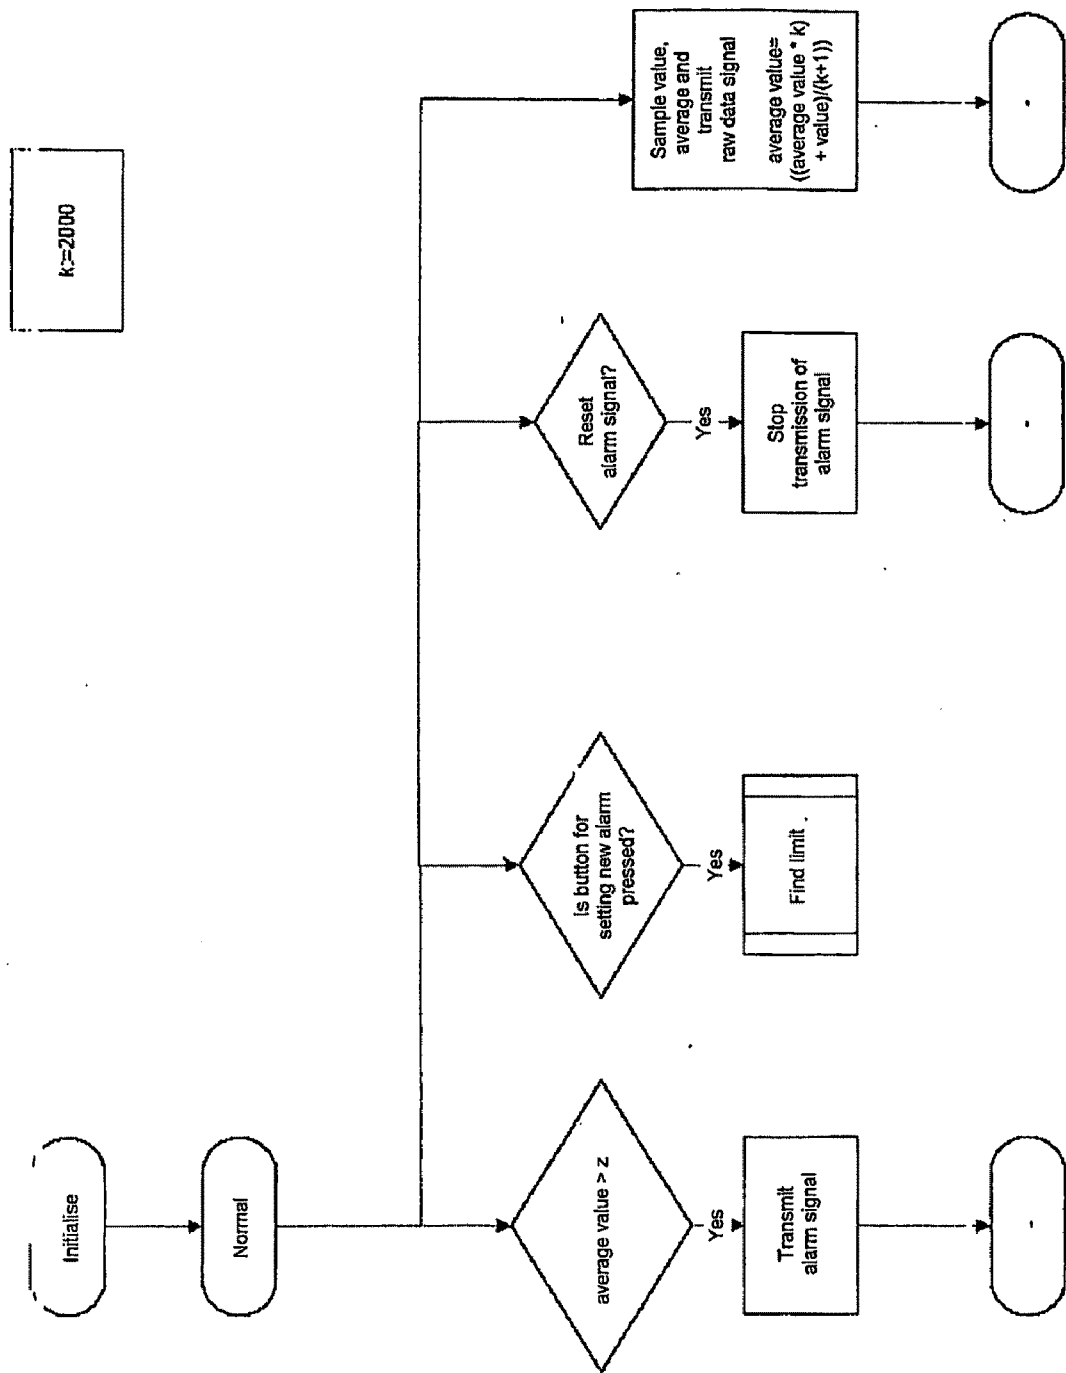 Initialise
Normal
k:=2000
average value > z
Yes
Transmit
alarm signal
-
Is button for
setting new alarm
pressed?
Yes
Find limit .
Reset
alarm signal?
Yes
Stop
transmission of
alarm signal
-
Sample value,
average and
transmit
raw data signal
average value=
((average value * k)
+ value)/(k+1))
-